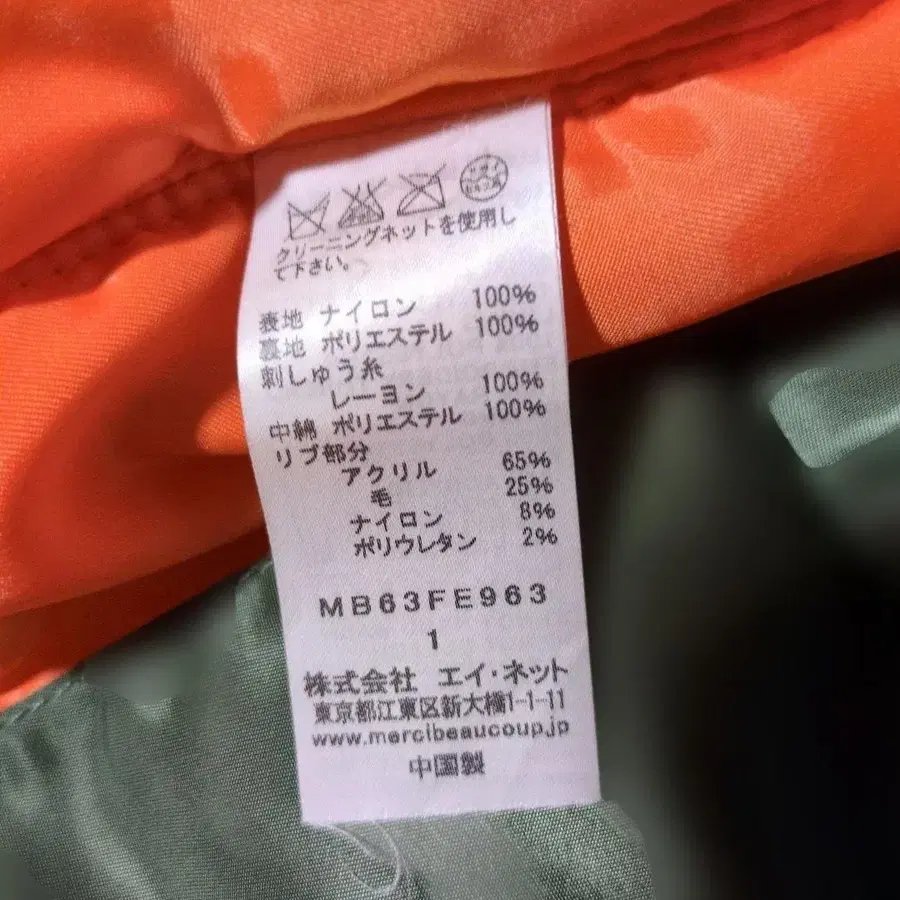 クリーニングネットを使用し
て下さい。
表地 ナイロン 100%
裏地 ポリエステル 100%
刺しゅう糸
レーヨン 100%
中綿 ポリエステル 100%
リブ部分
アクリル 65%
毛 25%
ナイロン 8%
ポリウレタン 2%
MB63FE963
1
株式会社 エイ・ネット
東京都江東区新大橋1-1-11
www.mercibeaucoup.jp
中国製